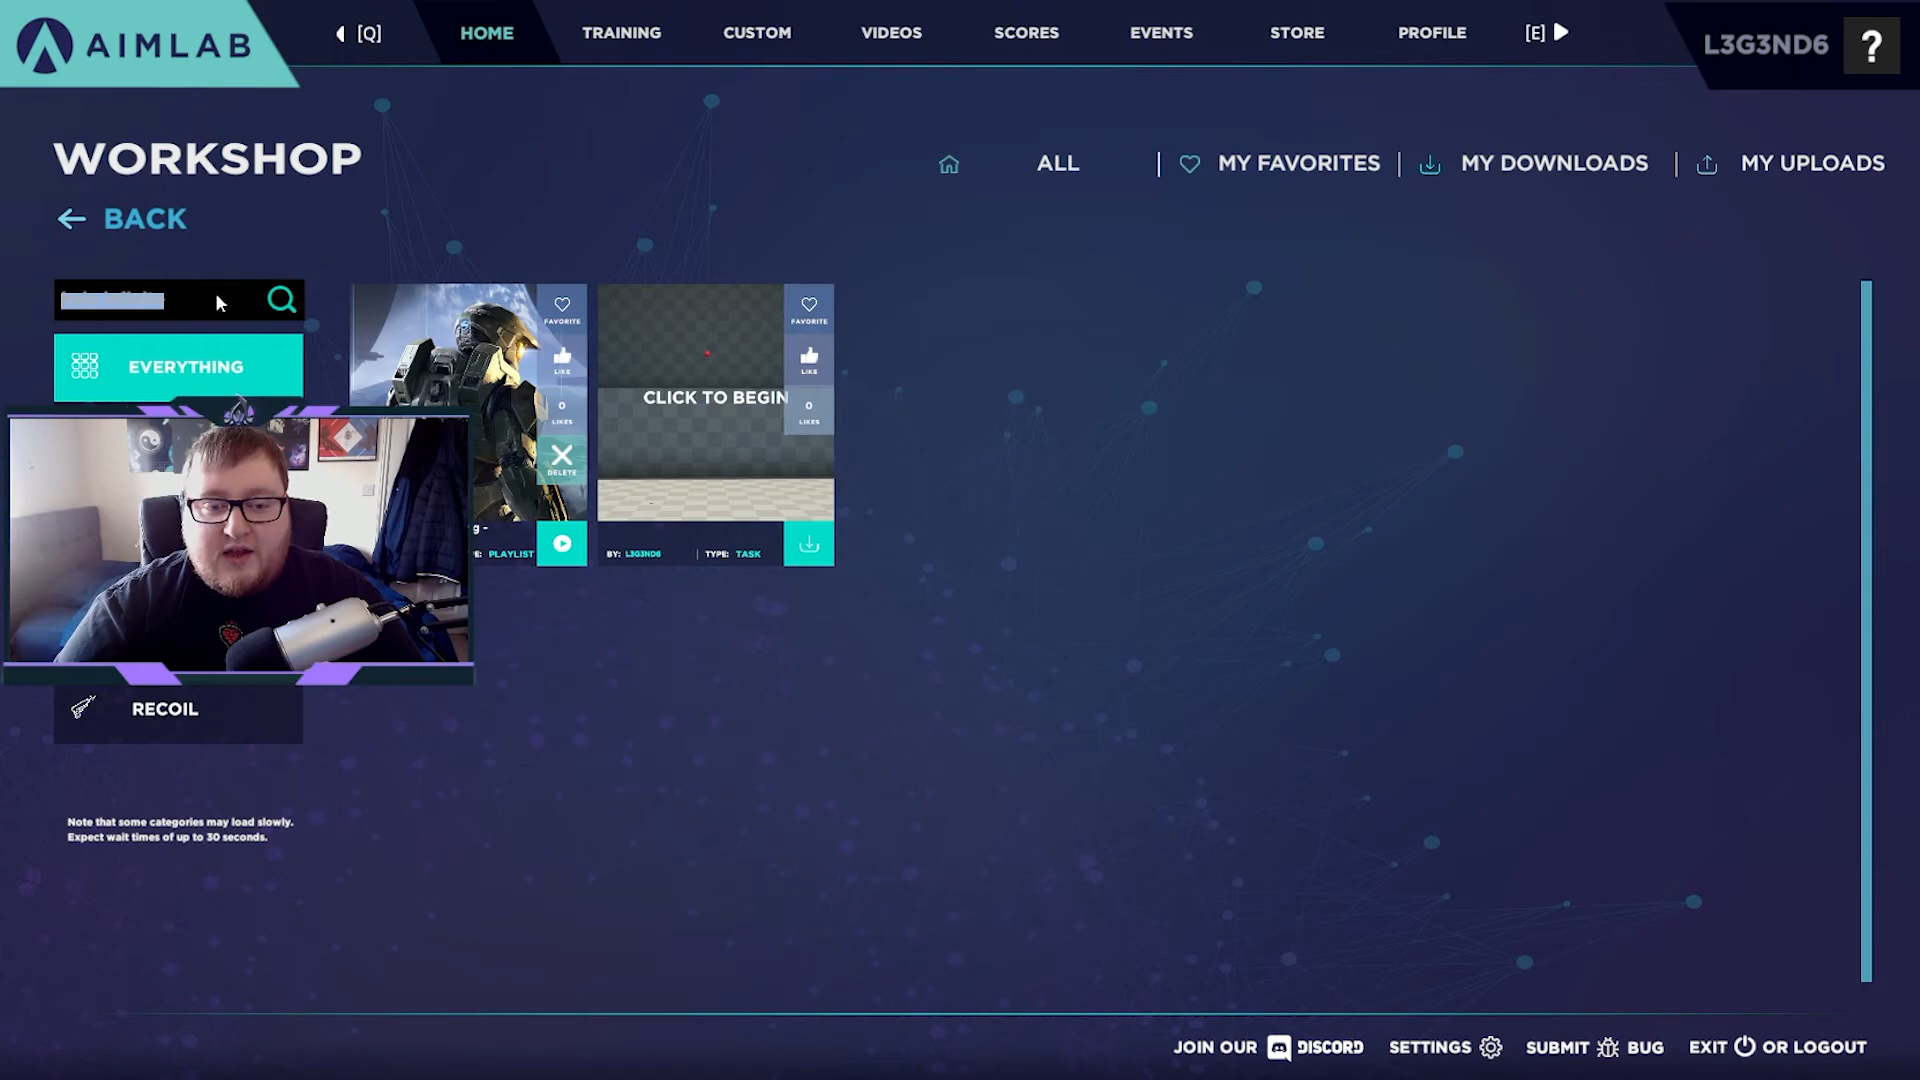 AIMLAB
[Q]
HOME
TRAINING
CUSTOM
VIDEOS
SCORES
EVENTS
STORE
PROFILE
[E]
L3G3ND6
?
WORKSHOP
ALL
MY FAVORITES
MY DOWNLOADS
MY UPLOADS
BACK
EVERYTHING
FAVORITE
LIKE
0
LIKES
DELETE
g -
PLAYLIST
FAVORITE
LIKE
CLICK TO BEGIN
0
LIKES
BY: L3G3ND6 | TYPE: TASK
RECOIL
Note that some categories may load slowly.
Expect wait times of up to 30 seconds.
JOIN OUR DISCORD
SETTINGS
SUBMIT BUG
EXIT OR LOGOUT